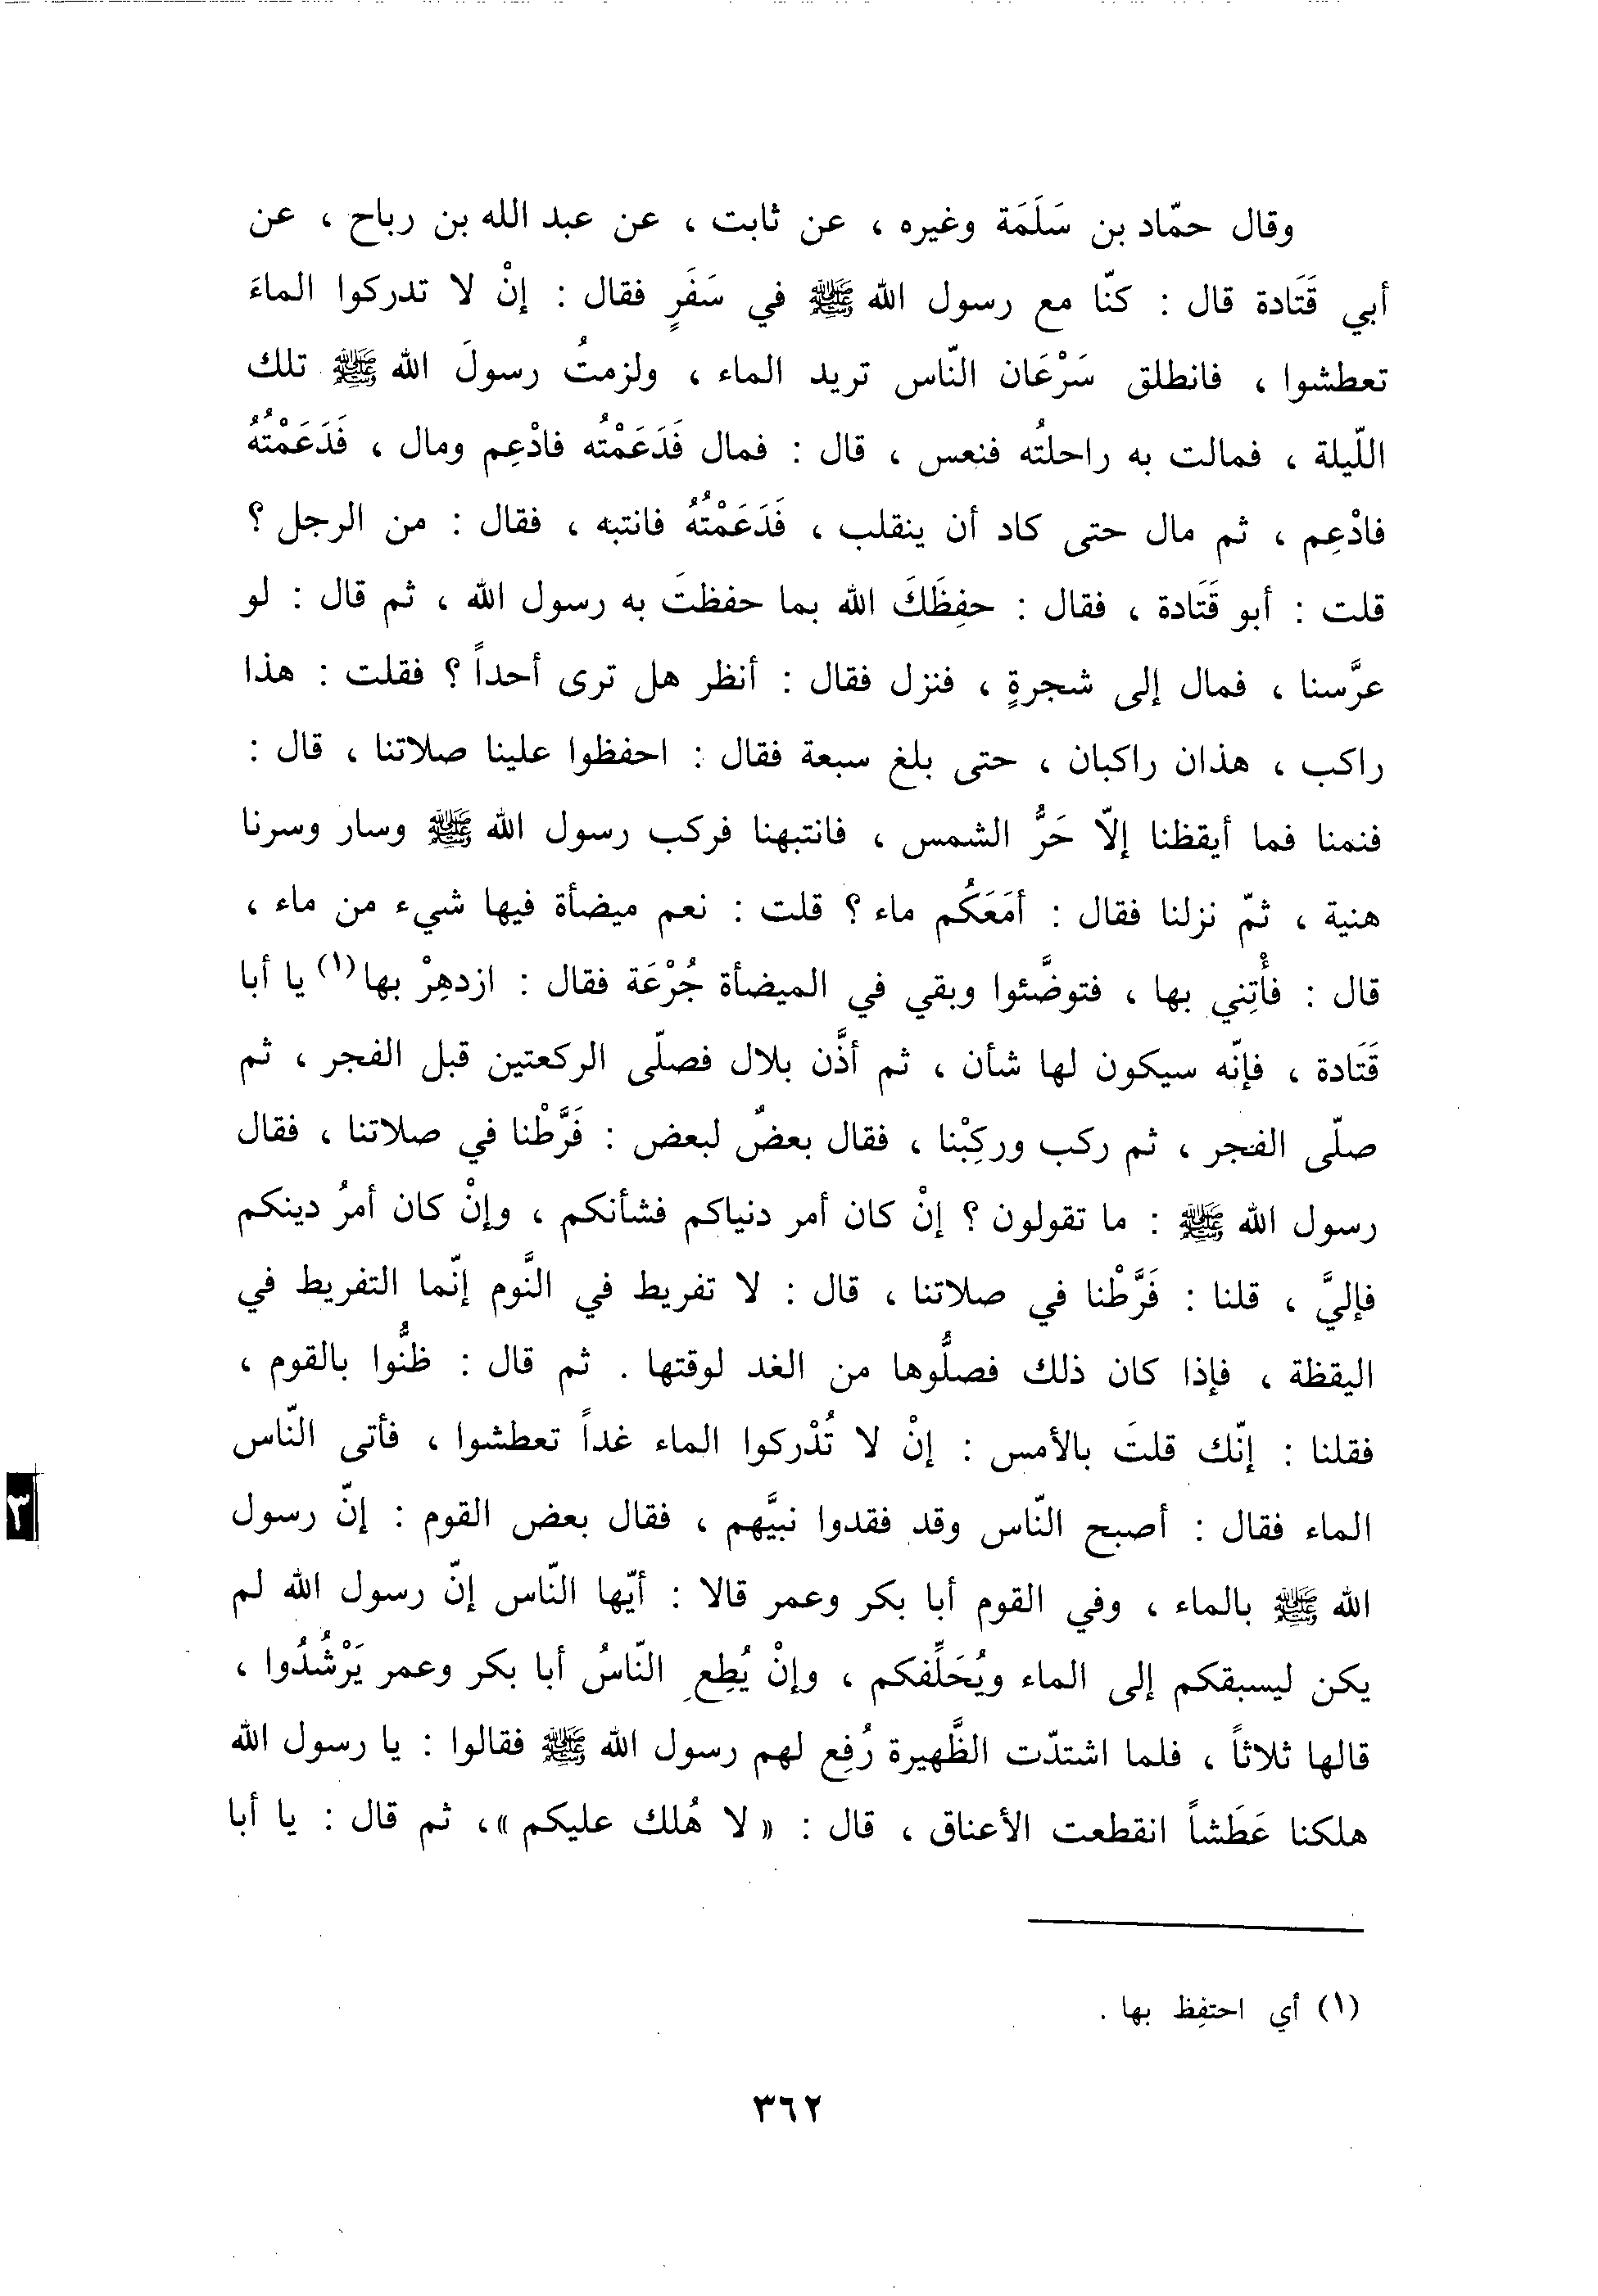 وقال حمّاد بن سَلَمَة وغيره ، عن ثابت ، عن عبد الله بن رباح ، عن
أبي قَتَادة قال : كنّا مع رسول الله ﷺ في سَفَرٍ فقال : إنْ لا تدركوا الماءَ
تعطشوا ، فانطلق سَرْعَان النّاس تريد الماء ، ولزمتُ رسولَ الله ﷺ تلك
اللّيلة ، فمالت به راحلتُه فنعس ، قال : فمال فَدَعَمْتُه فادْعِم ومال ، فَدَعَمْتُهُ
فادْعِم ، ثم مال حتى كاد أن ينقلب ، فَدَعَمْتُهُ فانتبه ، فقال : من الرجل ؟
قلت : أبو قَتَادة ، فقال : حفِظَكَ الله بما حفظتَ به رسول الله ، ثم قال : لو
عرَّسنا ، فمال إلى شجرةٍ ، فنزل فقال : أنظر هل ترى أحداً ؟ فقلت : هذا
راكب ، هذان راكبان ، حتى بلغ سبعة فقال : احفظوا علينا صلاتنا ، قال :
فنمنا فما أيقظنا إلّا حَرُّ الشمس ، فانتبهنا فركب رسول الله ﷺ وسار وسرنا
هنية ، ثمّ نزلنا فقال : أمَعَكُم ماء ؟ قلت : نعم ميضأة فيها شيء من ماء ،
قال : فأْتِني بها ، فتوضَّئوا وبقي في الميضأة جُرْعَة فقال : ازدهِرْ بها(١) يا أبا
قَتَادة ، فإنّه سيكون لها شأن ، ثم أذَّن بلال فصلّى الركعتين قبل الفجر ، ثم
صلّى الفجر ، ثم ركب وركِبْنا ، فقال بعضٌ لبعض : فَرَّطْنا في صلاتنا ، فقال
رسول الله ﷺ : ما تقولون ؟ إنْ كان أمر دنياكم فشأنكم ، وإنْ كان أمرُ دينكم
فإليَّ ، قلنا : فَرَّطْنا في صلاتنا ، قال : لا تفريط في النَّوم إنّما التفريط في
اليقظة ، فإذا كان ذلك فصلُّوها من الغد لوقتها . ثم قال : ظنُّوا بالقوم ،
فقلنا : إنّك قلتَ بالأمس : إنْ لا تُدْركوا الماء غداً تعطشوا ، فأتى النّاس
الماء فقال : أصبح النّاس وقد فقدوا نبيَّهم ، فقال بعض القوم : إنّ رسول
الله ﷺ بالماء ، وفي القوم أبا بكر وعمر قالا : أيّها النّاس إنّ رسول الله لم
يكن ليسبقكم إلى الماء ويُخَلِّفكم ، وإنْ يُطِعِ النّاسُ أبا بكر وعمر يَرْشُدُوا ،
قالها ثلاثاً ، فلما اشتدّت الظَّهيرة رُفِع لهم رسول الله ﷺ فقالوا : يا رسول الله
هلكنا عَطَشاً انقطعت الأعناق ، قال : « لا هُلك عليكم »، ثم قال : يا أبا
(١) أي احتفِظ بها .
٣٦٢
٣